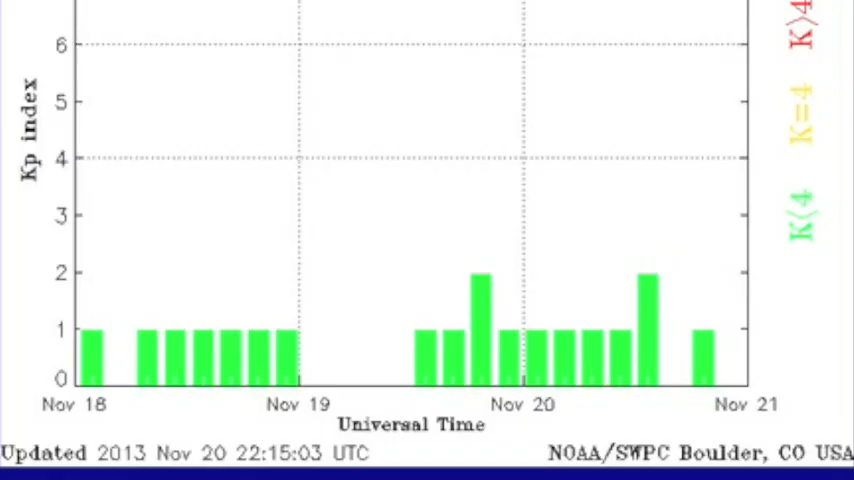 K>4
6
5
K=4
Kp index
4
3
K<4
2
1
0
Nov 18 Nov 19 Nov 20 Nov 21
Universal Time
Updated 2013 Nov 20 22:15:03 UTC NOAA/SWPC Boulder, CO USA